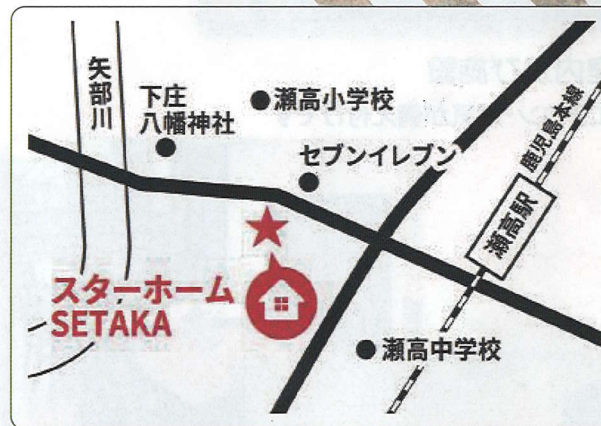 矢部川
下庄
八幡神社
瀬高小学校
セブンイレブン
鹿児島本線
瀬高駅
スターホーム
SETAKA
瀬高中学校